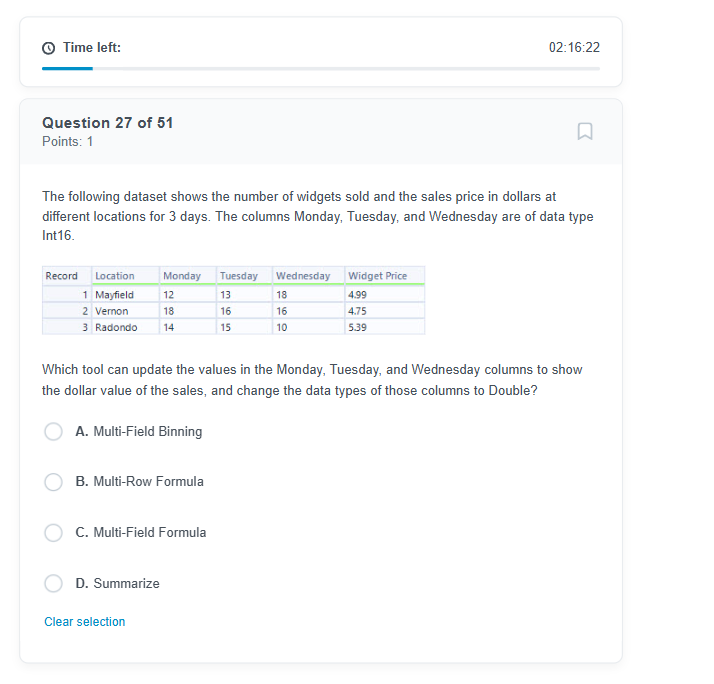 Time left: 02:16:22
Question 27 of 51
Points: 1
The following dataset shows the number of widgets sold and the sales price in dollars at
different locations for 3 days. The columns Monday, Tuesday, and Wednesday are of data type
Int16.
Record Location Monday Tuesday Wednesday Widget Price
1 Mayfield 12 13 18 4.99
2 Vernon 18 16 16 4.75
3 Radondo 14 15 10 5.39
Which tool can update the values in the Monday, Tuesday, and Wednesday columns to show
the dollar value of the sales, and change the data types of those columns to Double?
A. Multi-Field Binning
B. Multi-Row Formula
C. Multi-Field Formula
D. Summarize
Clear selection